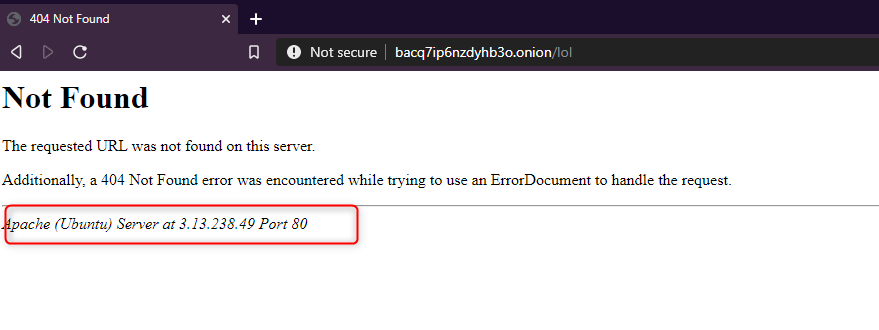 404 Not Found
Not secure bacq7ip6nzdyhb3o.onion/lol
Not Found
The requested URL was not found on this server.
Additionally, a 404 Not Found error was encountered while trying to use an ErrorDocument to handle the request.
Apache (Ubuntu) Server at 3.13.238.49 Port 80